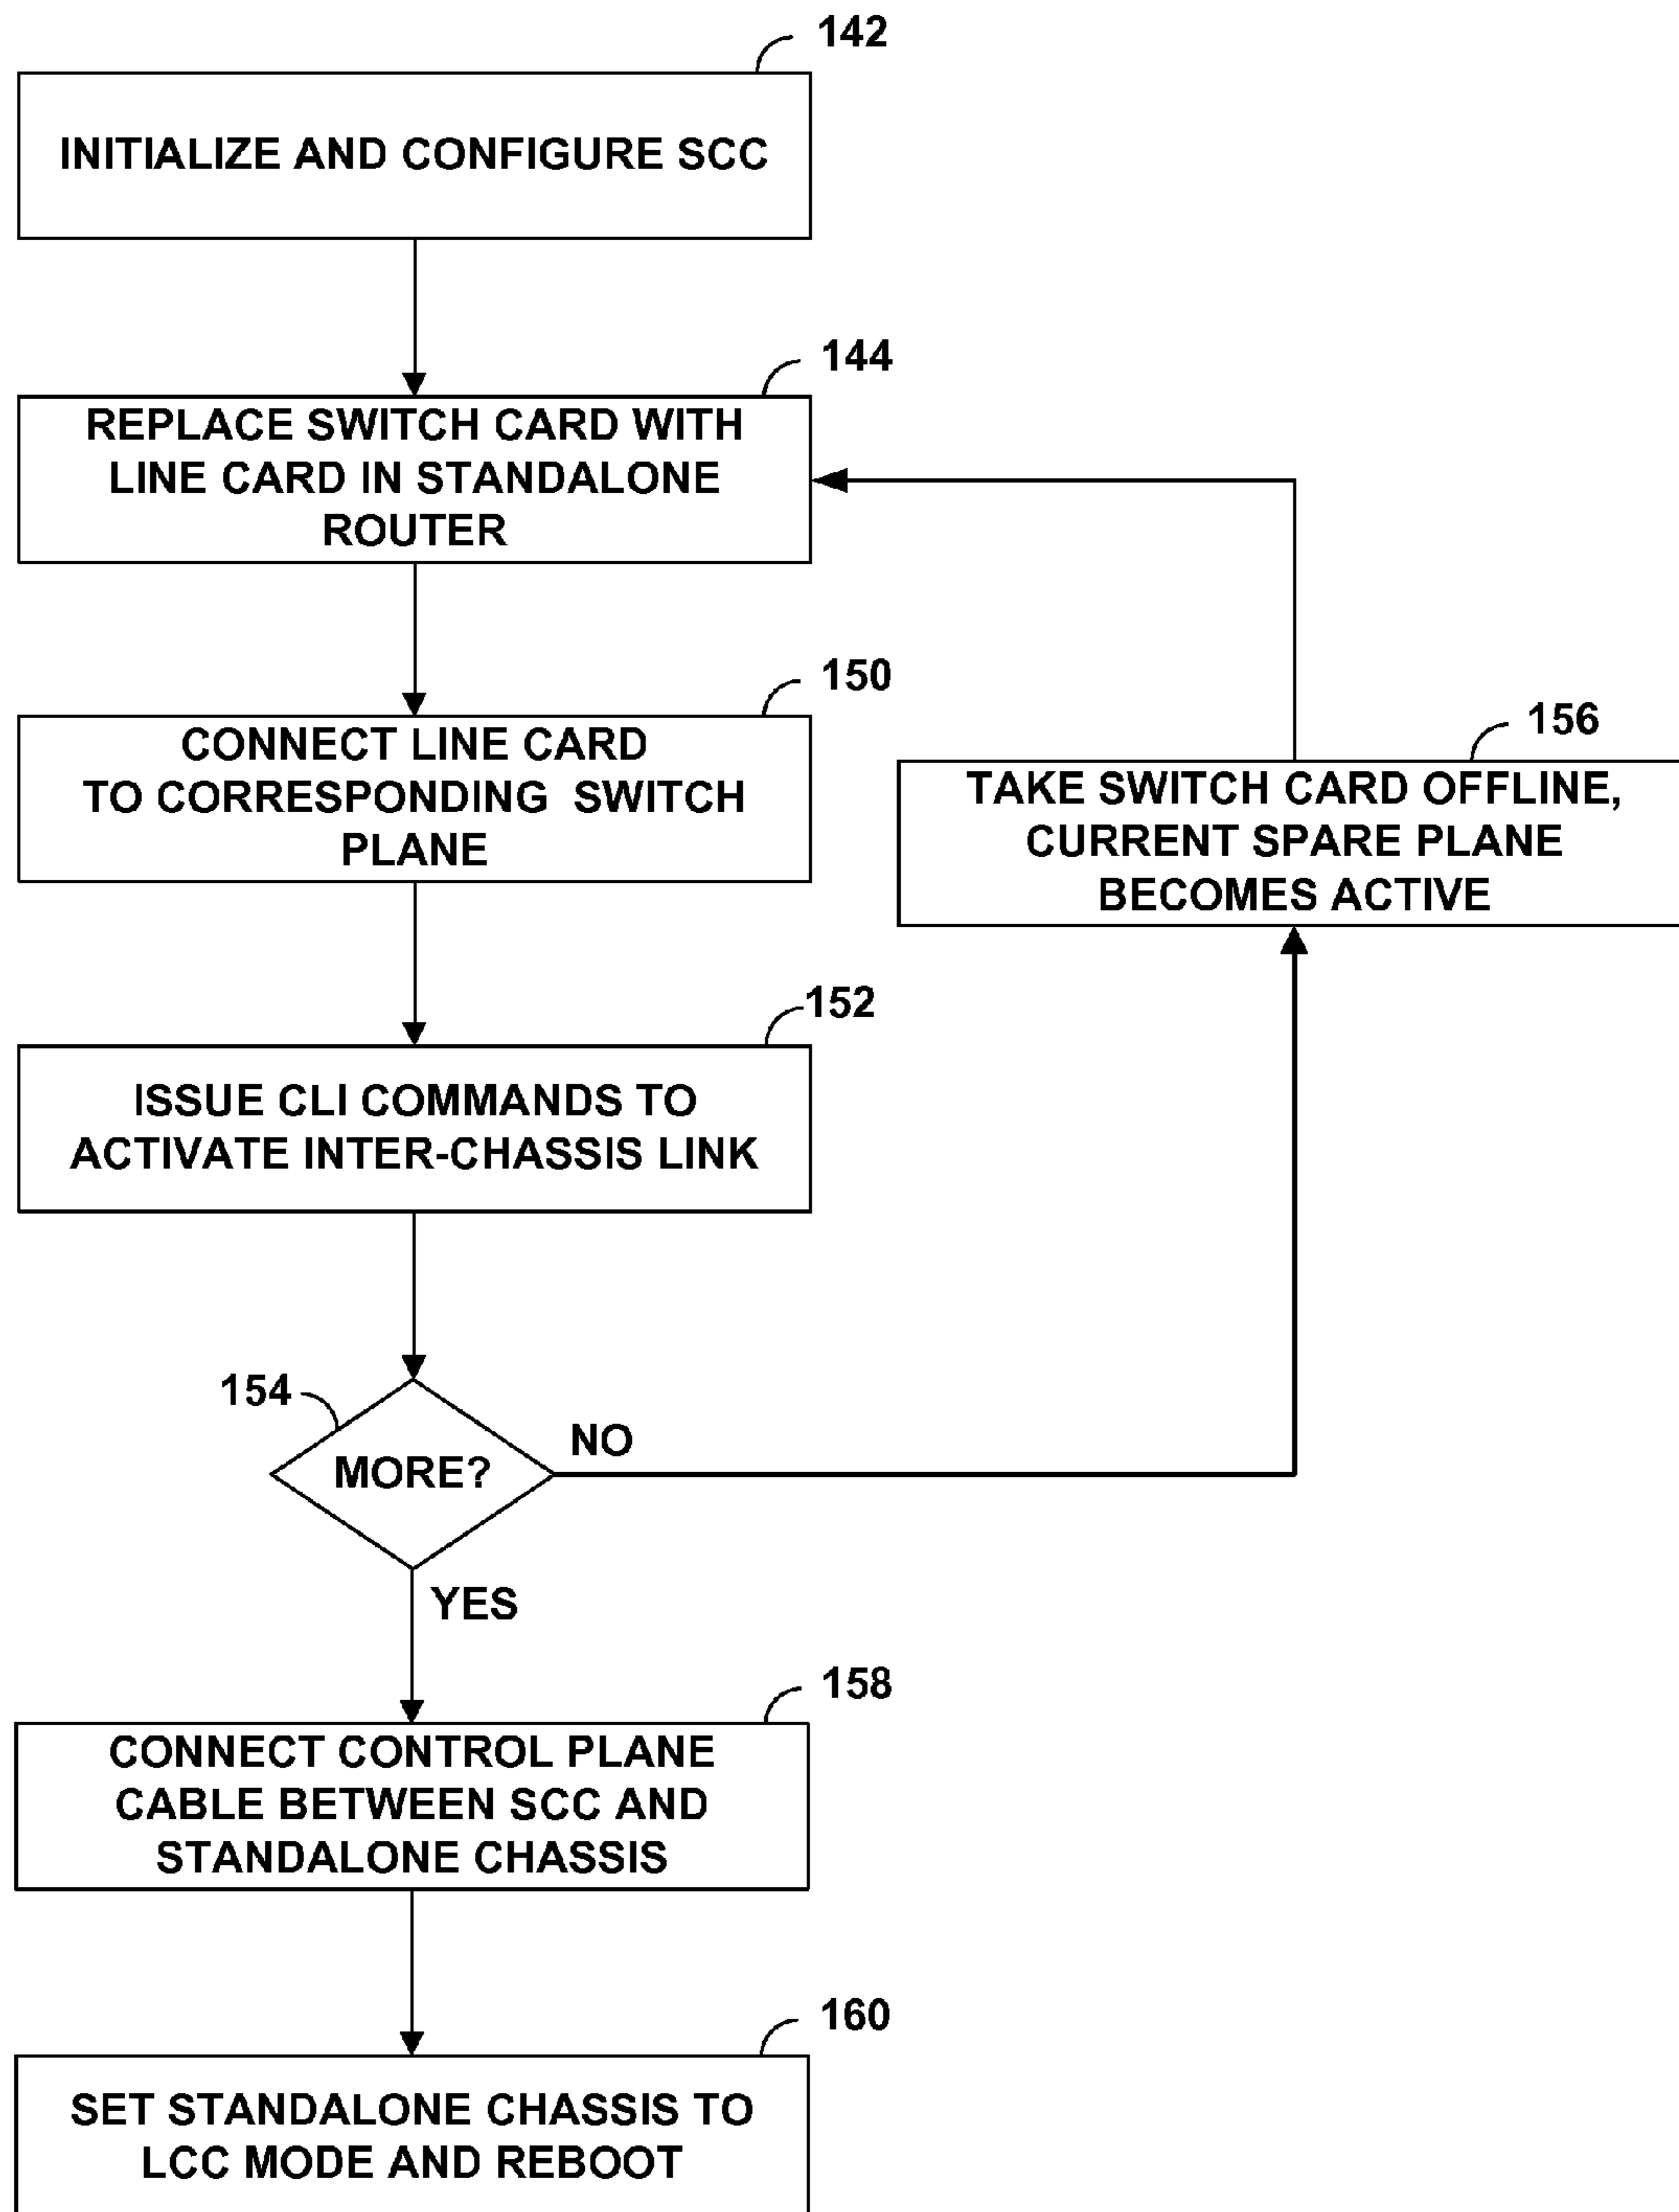 142
INITIALIZE AND CONFIGURE SCC
144
REPLACE SWITCH CARD WITH
LINE CARD IN STANDALONE
ROUTER
150
CONNECT LINE CARD
TO CORRESPONDING SWITCH
PLANE
156
TAKE SWITCH CARD OFFLINE,
CURRENT SPARE PLANE
BECOMES ACTIVE
152
ISSUE CLI COMMANDS TO
ACTIVATE INTER-CHASSIS LINK
154
MORE?
NO
YES
158
CONNECT CONTROL PLANE
CABLE BETWEEN SCC AND
STANDALONE CHASSIS
160
SET STANDALONE CHASSIS TO
LCC MODE AND REBOOT